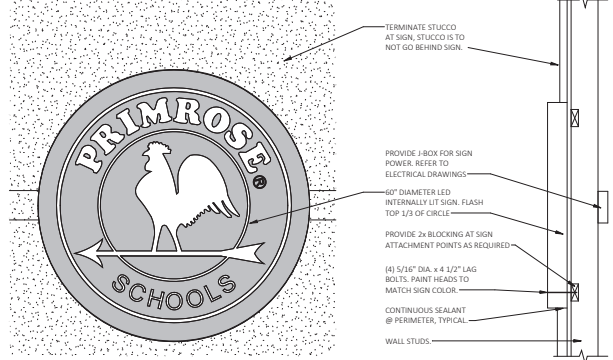 PRIMROSE®
SCHOOLS
TERMINATE STUCCO
AT SIGN, STUCCO IS TO
NOT GO BEHIND SIGN.
PROVIDE J-BOX FOR SIGN
POWER. REFER TO
ELECTRICAL DRAWINGS
60" DIAMETER LED
INTERNALLY LIT SIGN. FLASH
TOP 1/3 OF CIRCLE
PROVIDE 2x BLOCKING AT SIGN
ATTACHMENT POINTS AS REQUIRED
(4) 5/16" DIA. x 4 1/2" LAG
BOLTS. PAINT HEADS TO
MATCH SIGN COLOR.
CONTINUOUS SEALANT
@ PERIMETER, TYPICAL.
WALL STUDS.